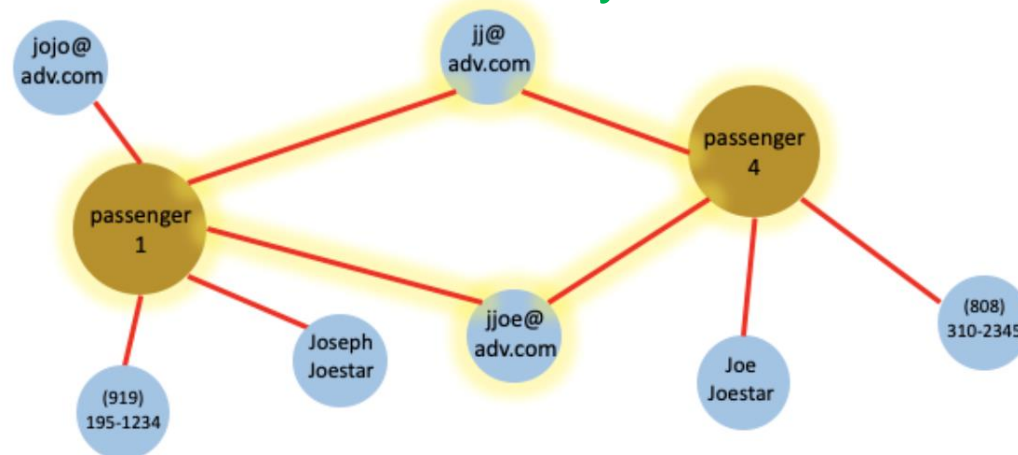 jojo@
adv.com
jj@
adv.com
passenger
4
passenger
1
jjoe@
adv.com
(808)
310-2345
Joseph
Joestar
Joe
Joestar
(919)
195-1234